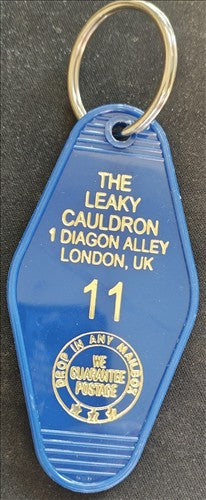 THE
LEAKY
CAULDRON
1 DIAGON ALLEY
LONDON, UK
11
DROP IN ANY MAILBOX
WE
GUARANTEE
POSTAGE